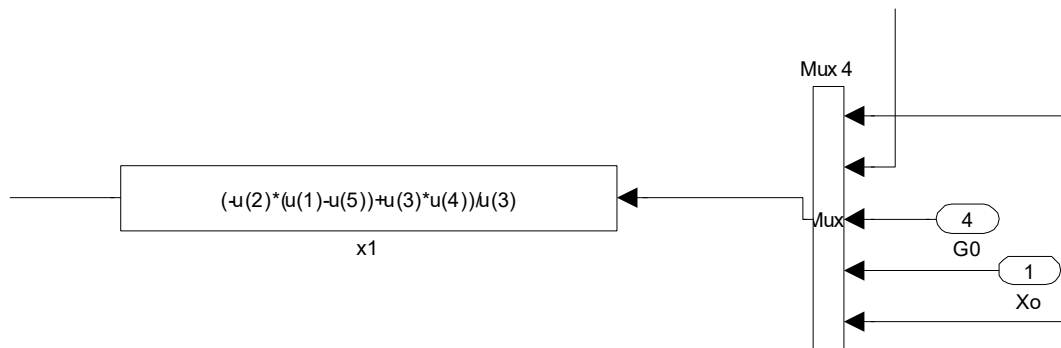 Mux 4
(-u(2)*(u(1)-u(5))+u(3)*u(4))/u(3)
x1
Mux
4
G0
1
Xo